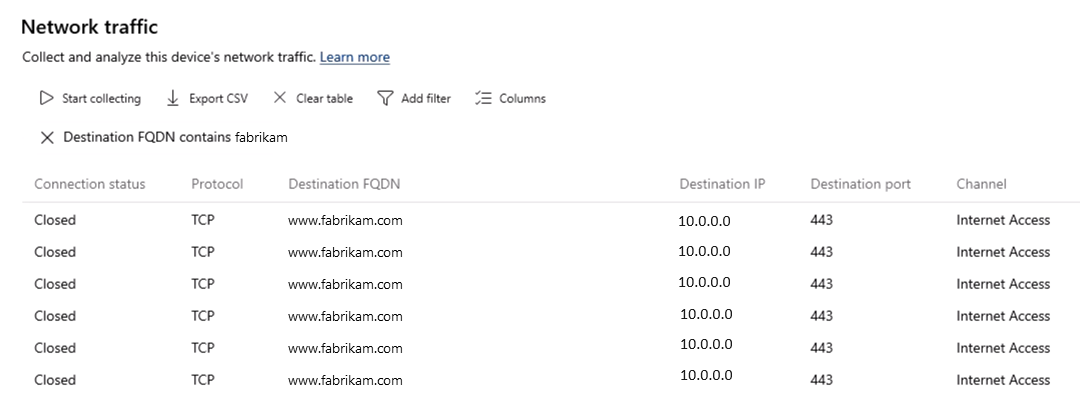 Network traffic
Collect and analyze this device's network traffic. Learn more
Start collecting Export CSV Clear table Add filter Columns
Destination FQDN contains fabrikam
Connection status Protocol Destination FQDN Destination IP Destination port Channel
Closed TCP www.fabrikam.com 10.0.0.0 443 Internet Access
Closed TCP www.fabrikam.com 10.0.0.0 443 Internet Access
Closed TCP www.fabrikam.com 10.0.0.0 443 Internet Access
Closed TCP www.fabrikam.com 10.0.0.0 443 Internet Access
Closed TCP www.fabrikam.com 10.0.0.0 443 Internet Access
Closed TCP www.fabrikam.com 10.0.0.0 443 Internet Access